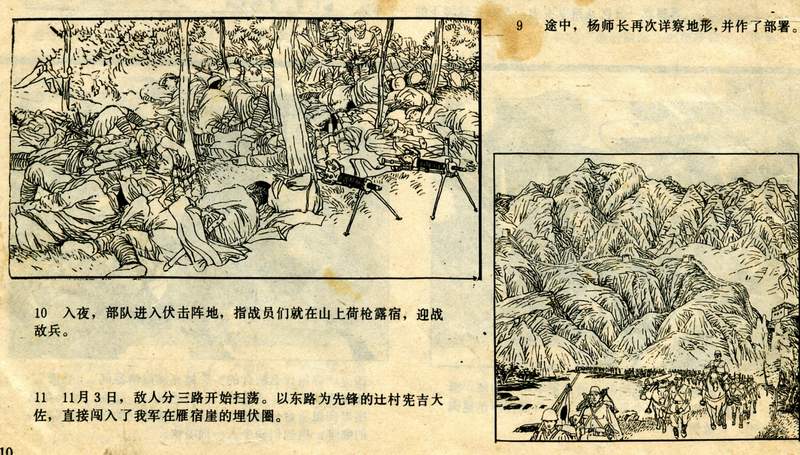 9 途中，杨师长再次详察地形，并作了部署。
10 入夜，部队进入伏击阵地，指战员们就在山上荷枪露宿，迎战
敌兵。
11 11月3日，敌人分三路开始扫荡。以东路为先锋的辻村宪吉大
佐，直接闯入了我军在雁宿崖的埋伏圈。
10